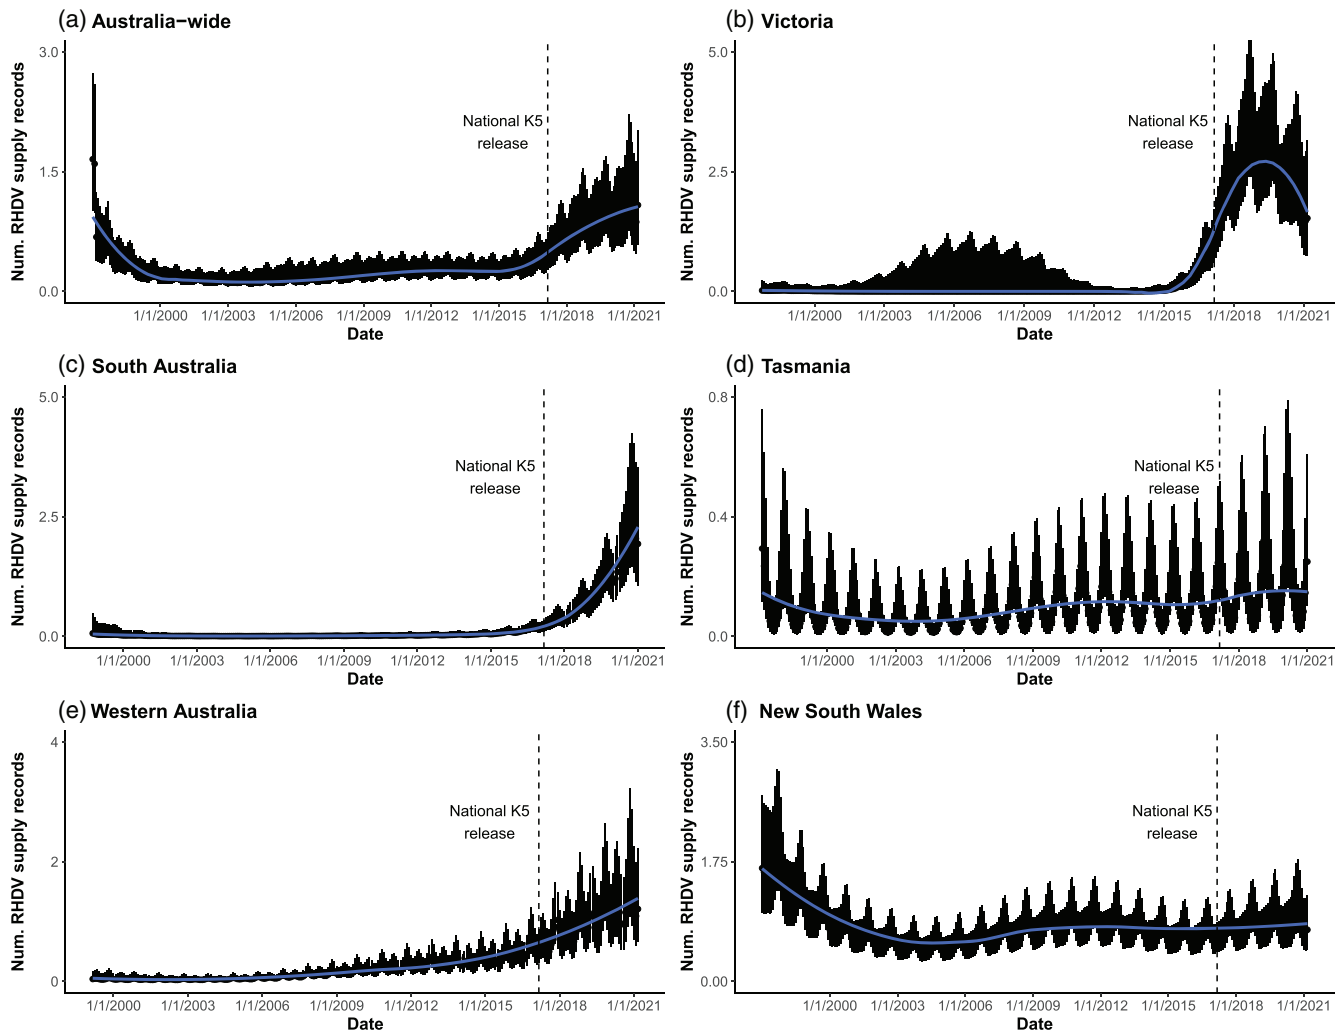 (a) Australia−wide
Num. RHDV supply records
3.0
1.5
0.0
National K5
release
1/1/2000 1/1/2003 1/1/2006 1/1/2009 1/1/2012 1/1/2015 1/1/2018 1/1/2021
Date
(b) Victoria
Num. RHDV supply records
5.0
2.5
0.0
National K5
release
1/1/2000 1/1/2003 1/1/2006 1/1/2009 1/1/2012 1/1/2015 1/1/2018 1/1/2021
Date
(c) South Australia
Num. RHDV supply records
5.0
2.5
0.0
National K5
release
1/1/2000 1/1/2003 1/1/2006 1/1/2009 1/1/2012 1/1/2015 1/1/2018 1/1/2021
Date
(d) Tasmania
Num. RHDV supply records
0.8
0.4
0.0
National K5
release
1/1/2000 1/1/2003 1/1/2006 1/1/2009 1/1/2012 1/1/2015 1/1/2018 1/1/2021
Date
(e) Western Australia
Num. RHDV supply records
4
2
0
National K5
release
1/1/2000 1/1/2003 1/1/2006 1/1/2009 1/1/2012 1/1/2015 1/1/2018 1/1/2021
Date
(f) New South Wales
Num. RHDV supply records
3.50
1.75
0.00
National K5
release
1/1/2000 1/1/2003 1/1/2006 1/1/2009 1/1/2012 1/1/2015 1/1/2018 1/1/2021
Date